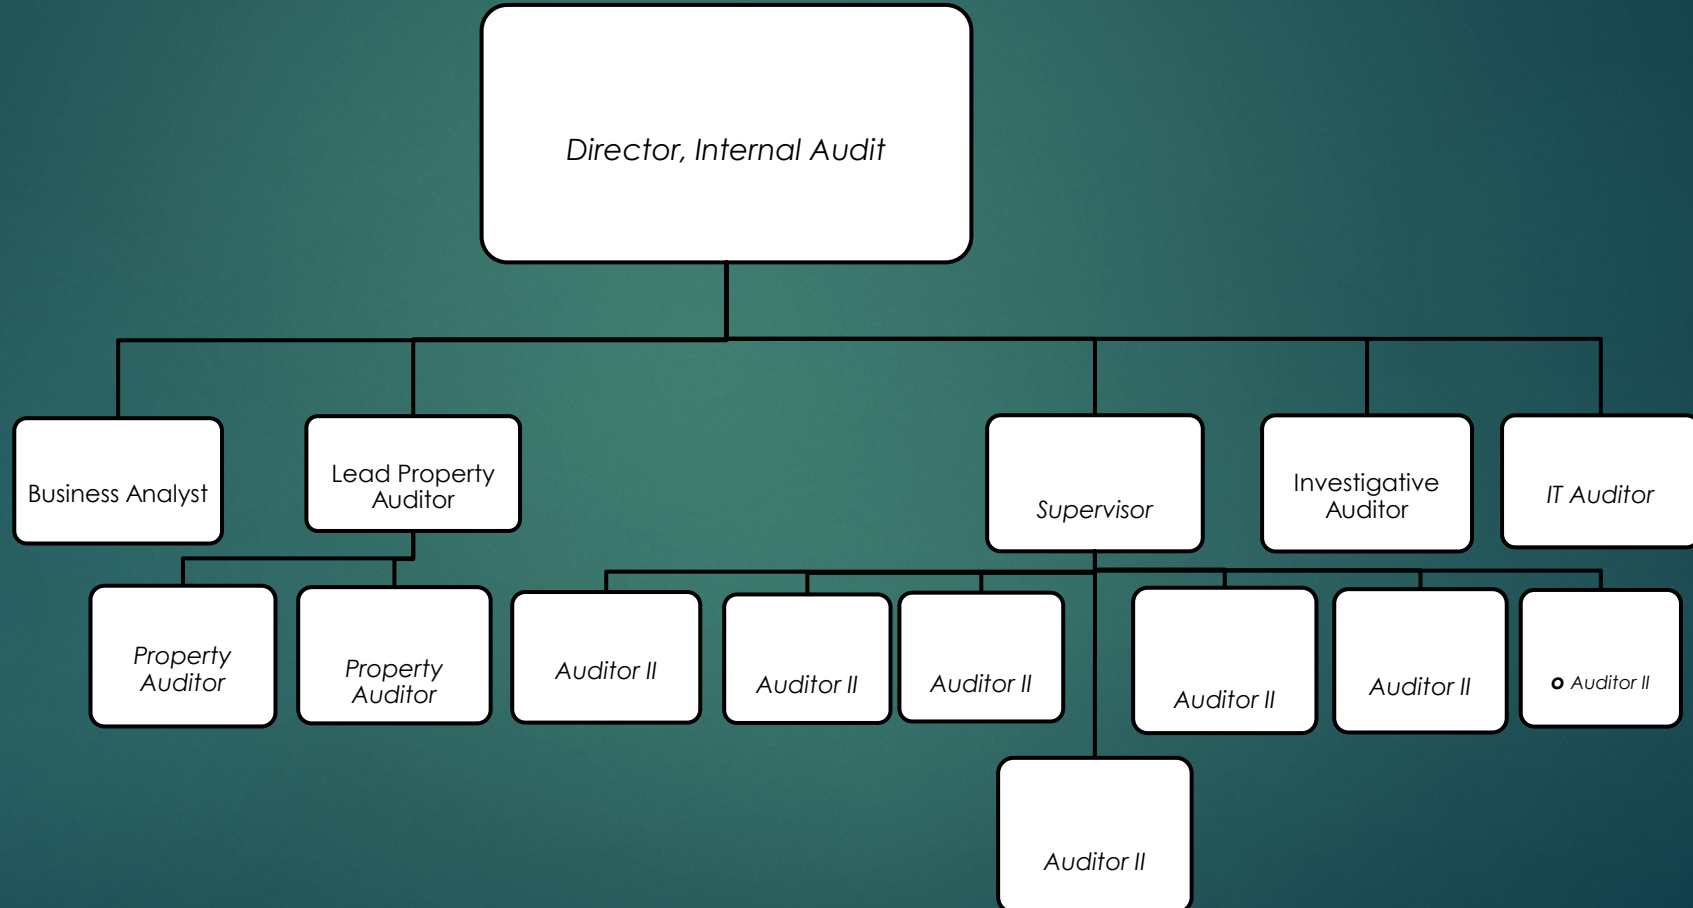 Director, Internal Audit
Business Analyst
Lead Property
Auditor
Supervisor
Investigative
Auditor
IT Auditor
Property
Auditor
Property
Auditor
Auditor II
Auditor II
Auditor II
Auditor II
Auditor II
o Auditor II
Auditor II